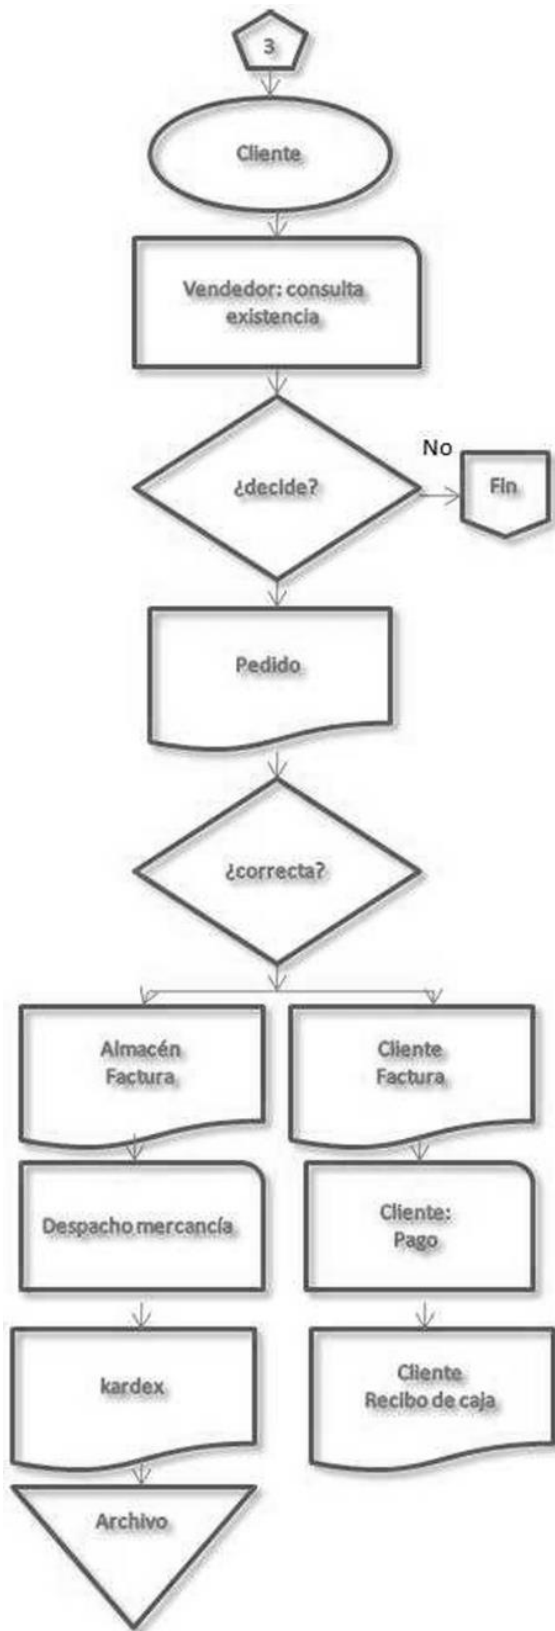 3
Cliente
Vendedor: consulta
existencia
¿decide?
No
Fin
Pedido
¿correcta?
Almacén
Factura
Cliente
Factura
Despacho mercancía
Cliente:
Pago
kardex
Cliente
Recibo de caja
Archivo